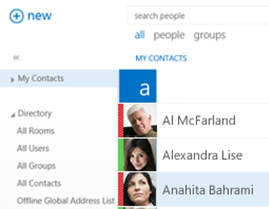 new
search people
all people groups
«
MY CONTACTS
My Contacts
a
Al McFarland
Directory
All Rooms
Alexandra Lise
All Users
All Groups
All Contacts
Anahita Bahrami
Offline Global Address List